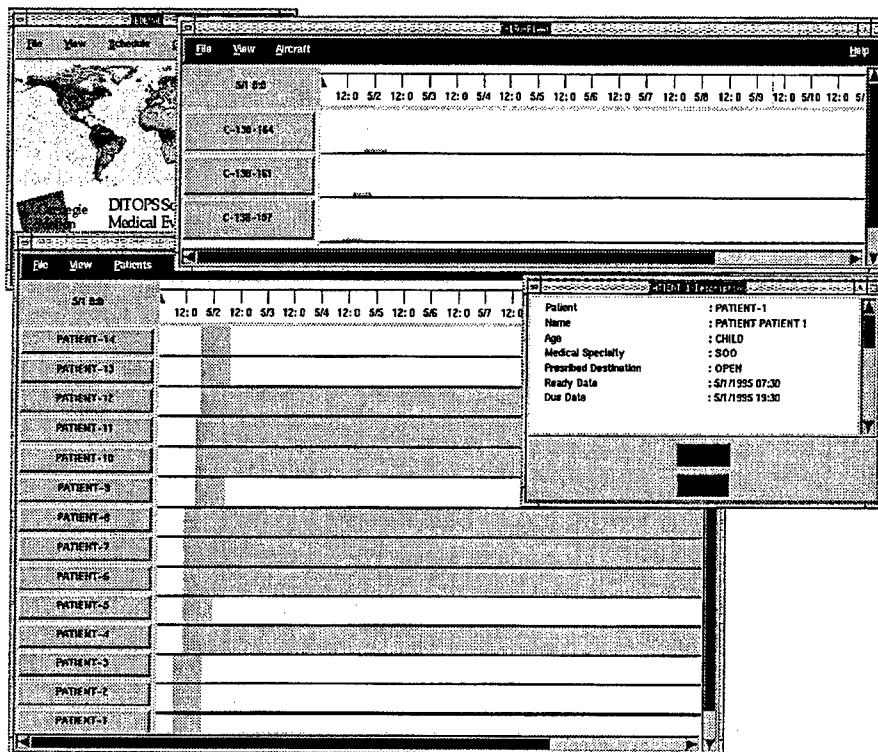 File View Schedule
DITOPS
Medical Ev
File View Aircraft Help
5/1 0:0
12:0 5/2 12:0 5/3 12:0 5/4 12:0 5/5 12:0 5/6 12:0 5/7 12:0 5/8 12:0 5/9 12:0 5/10 12:0 5/
C-130-164
C-130-161
C-130-107
File View Patients
5/1 0:0
12:0 5/2 12:0 5/3 12:0 5/4 12:0 5/5 12:0 5/6 12:0 5/7 12:0
PATIENT-14
PATIENT-13
PATIENT-12
PATIENT-11
PATIENT-10
PATIENT-9
PATIENT-8
PATIENT-7
PATIENT-6
PATIENT-5
PATIENT-4
PATIENT-3
PATIENT-2
PATIENT-1
Patient : PATIENT-1
Name : PATIENT PATIENT 1
Age : CHILD
Medical Specialty : SOO
Presribed Destination : OPEN
Ready Date : 5/1/1995 07:30
Due Date : 5/1/1995 19:30